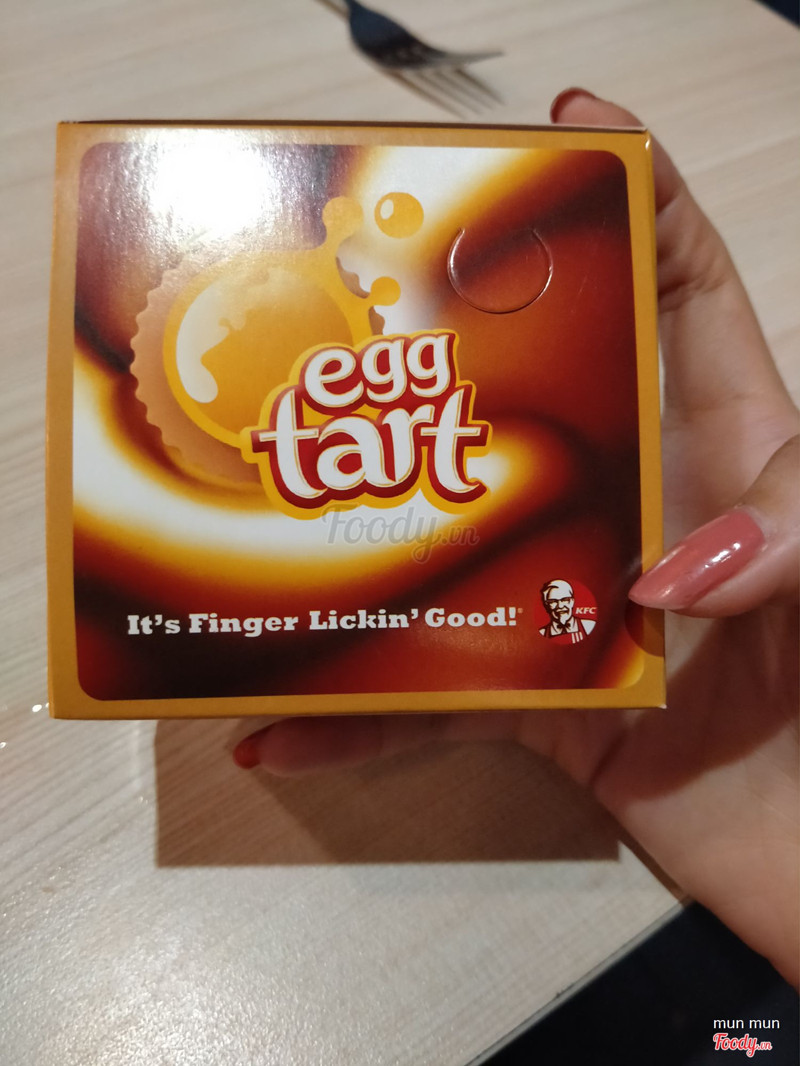 egg
tart
Foody.vn
It's Finger Lickin' Good!®
KFC
mun mun
Foody.vn